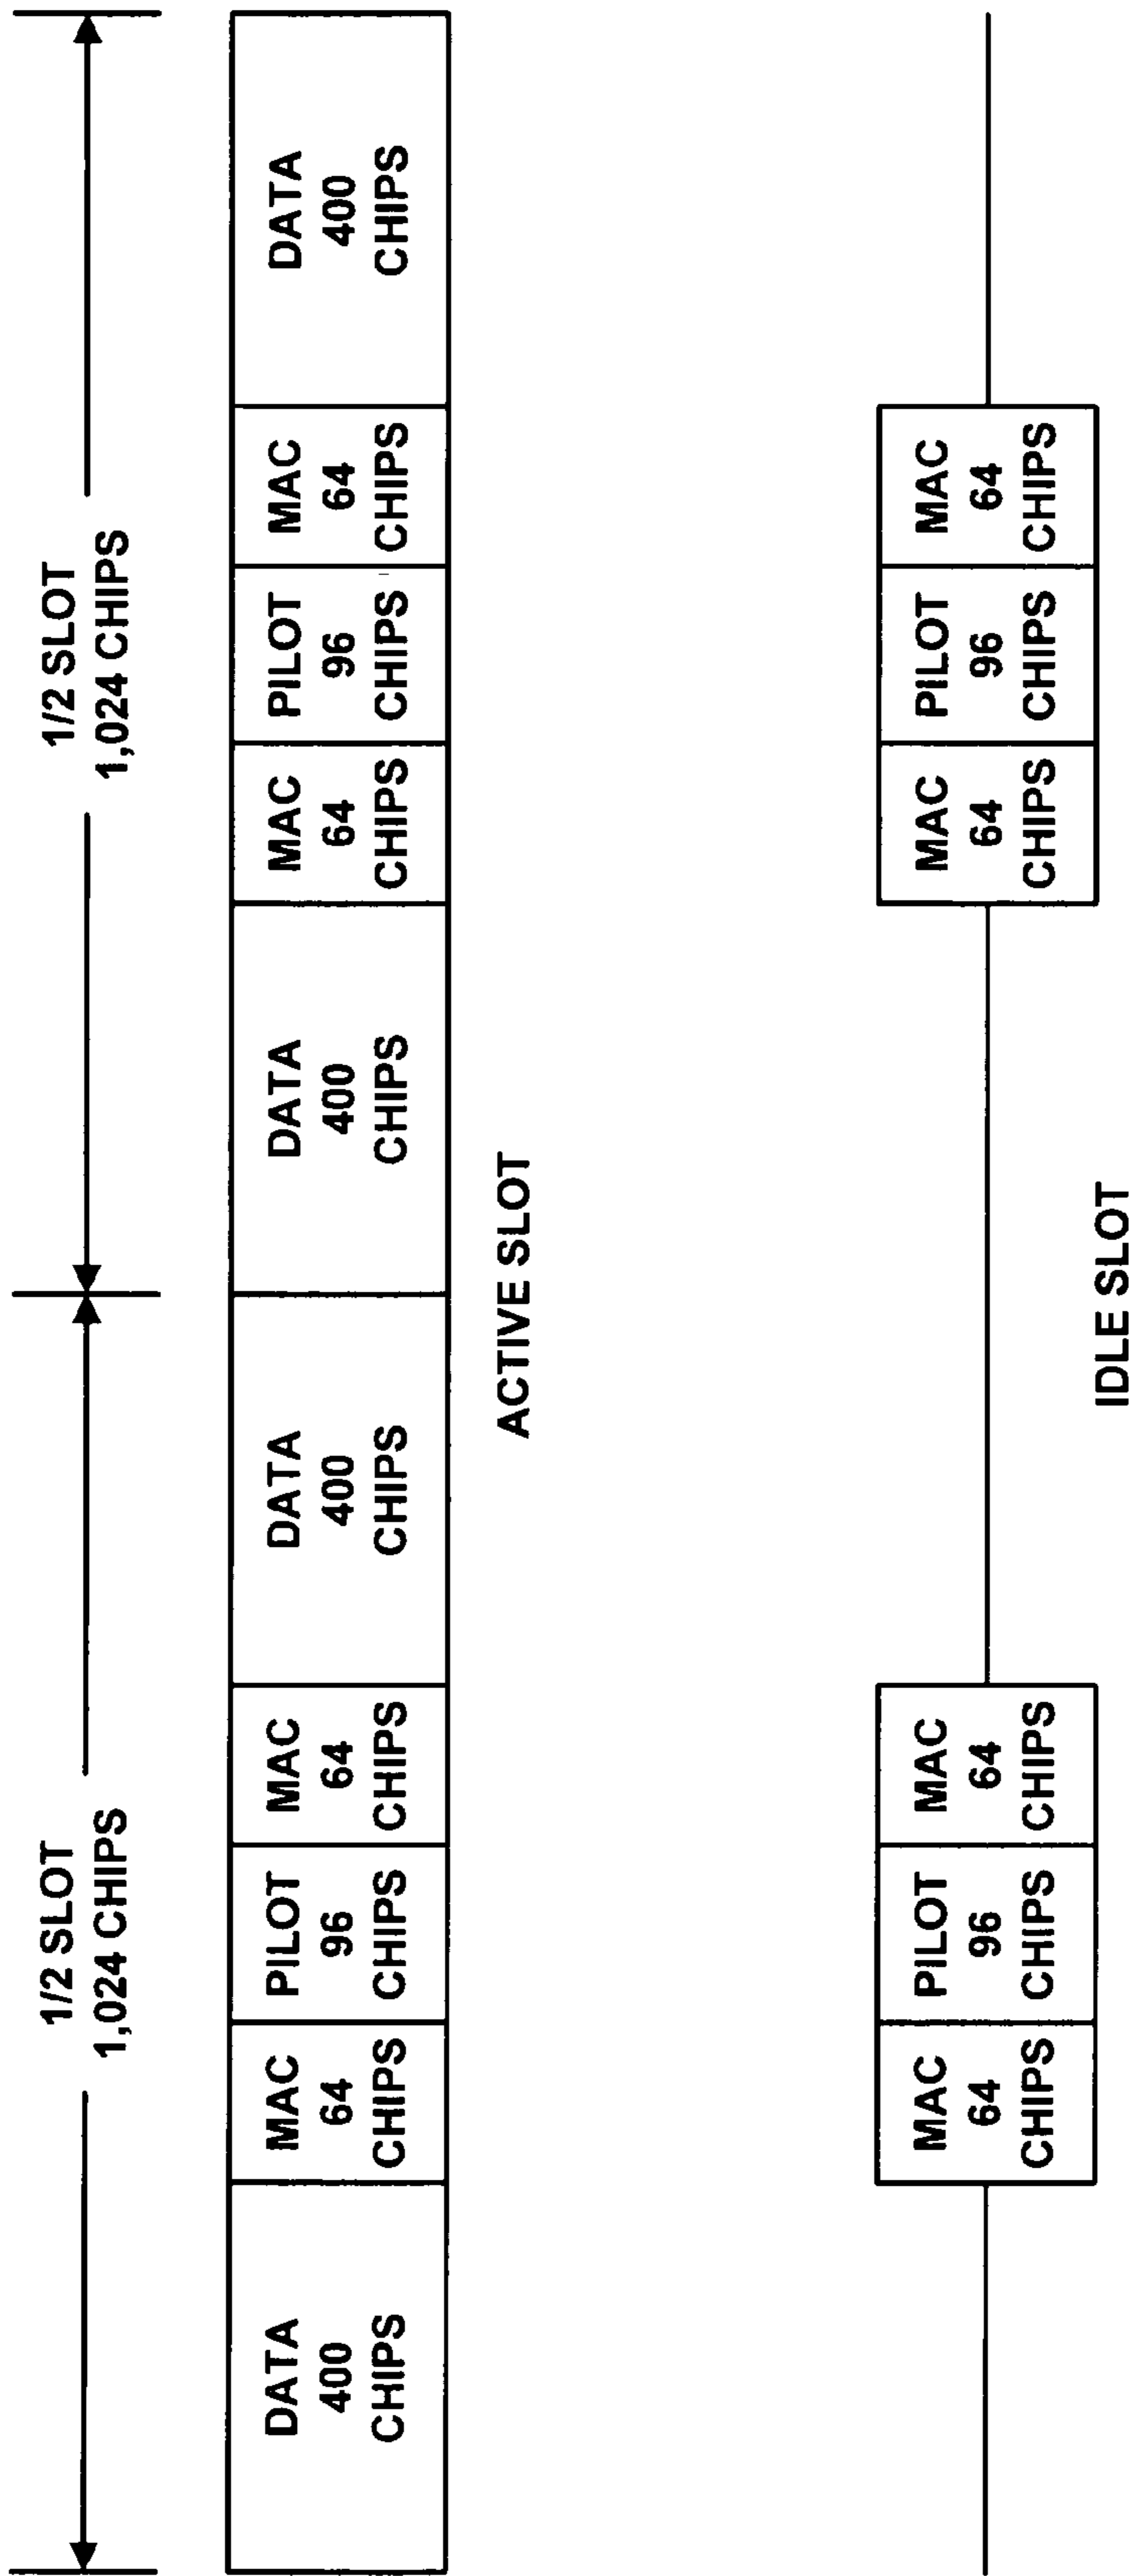 1/2 SLOT
1,024 CHIPS
1/2 SLOT
1,024 CHIPS
DATA
400
CHIPS
MAC
64
CHIPS
PILOT
96
CHIPS
MAC
64
CHIPS
DATA
400
CHIPS
DATA
400
CHIPS
MAC
64
CHIPS
PILOT
96
CHIPS
MAC
64
CHIPS
DATA
400
CHIPS
ACTIVE SLOT
MAC
64
CHIPS
PILOT
96
CHIPS
MAC
64
CHIPS
MAC
64
CHIPS
PILOT
96
CHIPS
MAC
64
CHIPS
IDLE SLOT